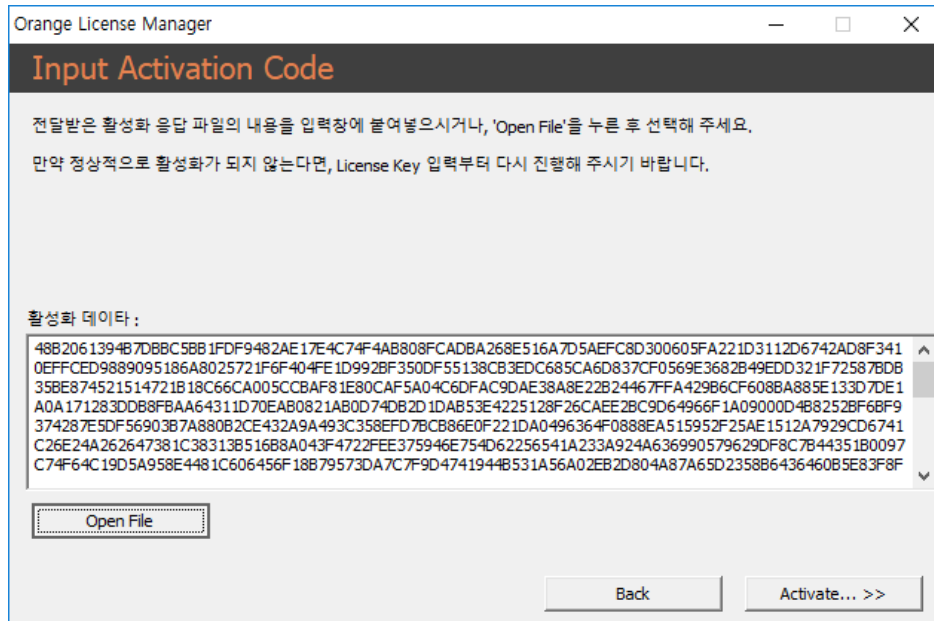 Orange License Manager
Input Activation Code
전달받은 활성화 응답 파일의 내용을 입력창에 붙여넣으시거나, 'Open File'을 누른 후 선택해 주세요.
만약 정상적으로 활성화가 되지 않는다면, License Key 입력부터 다시 진행해 주시기 바랍니다.
활성화 데이타 :
48B2061394B7DBBC5BB1FDF9482AE17E4C74F4AB808FCADBA268E516A7D5AEFC8D300605FA221D3112D6742AD8F341
0EFFCED9889095186A8025721F6F404FE1D992BF350DF55138CB3EDC685CA6D837CF0569E3682B49EDD321F72587BDB
35BE874521514721B18C66CA005CCBAF81E80CAF5A04C6DFAC9DAE38A8E22B24467FFA429B6CF608BA885E133D7DE1
A0A171283DDB8FBAA64311D70EAB0821AB0D74DB2D1DAB53E4225128F26CAEE2BC9D64966F1A09000D4B8252BF6BF9
374287E5DF56903B7A880B2CE432A9A493C358EFD7BCB86E0F221DA0496364F0888EA515952F25AE1512A7929CD6741
C26E24A262647381C38313B516B8A043F4722FEE375946E754D62256541A233A924A636990579629DF8C7B44351B0097
C74F64C19D5A958E4481C606456F18B79573DA7C7F9D4741944B531A56A02EB2D804A87A65D2358B6436460B5E83F8F
Open File
Back
Activate... >>